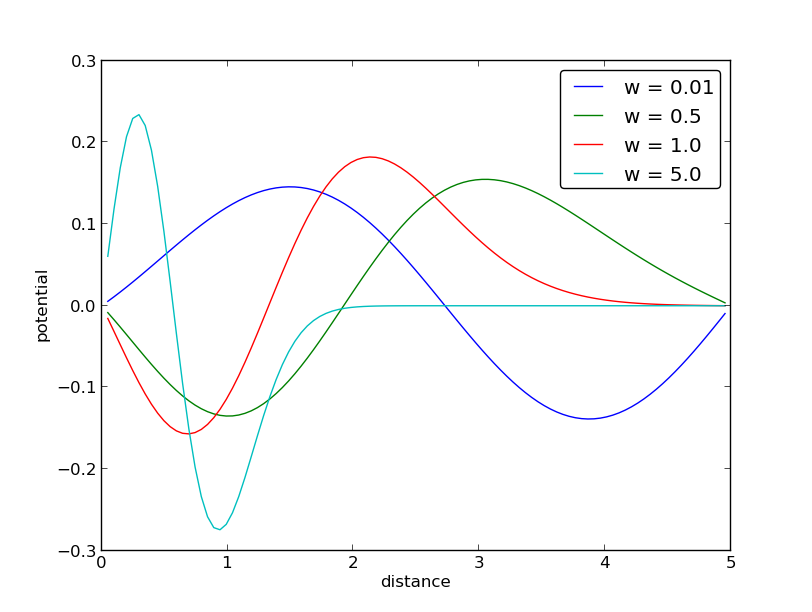 0.3
0.2
0.1
0.0
−0.1
−0.2
−0.3
potential
0 1 2 3 4 5
distance
w = 0.01
w = 0.5
w = 1.0
w = 5.0